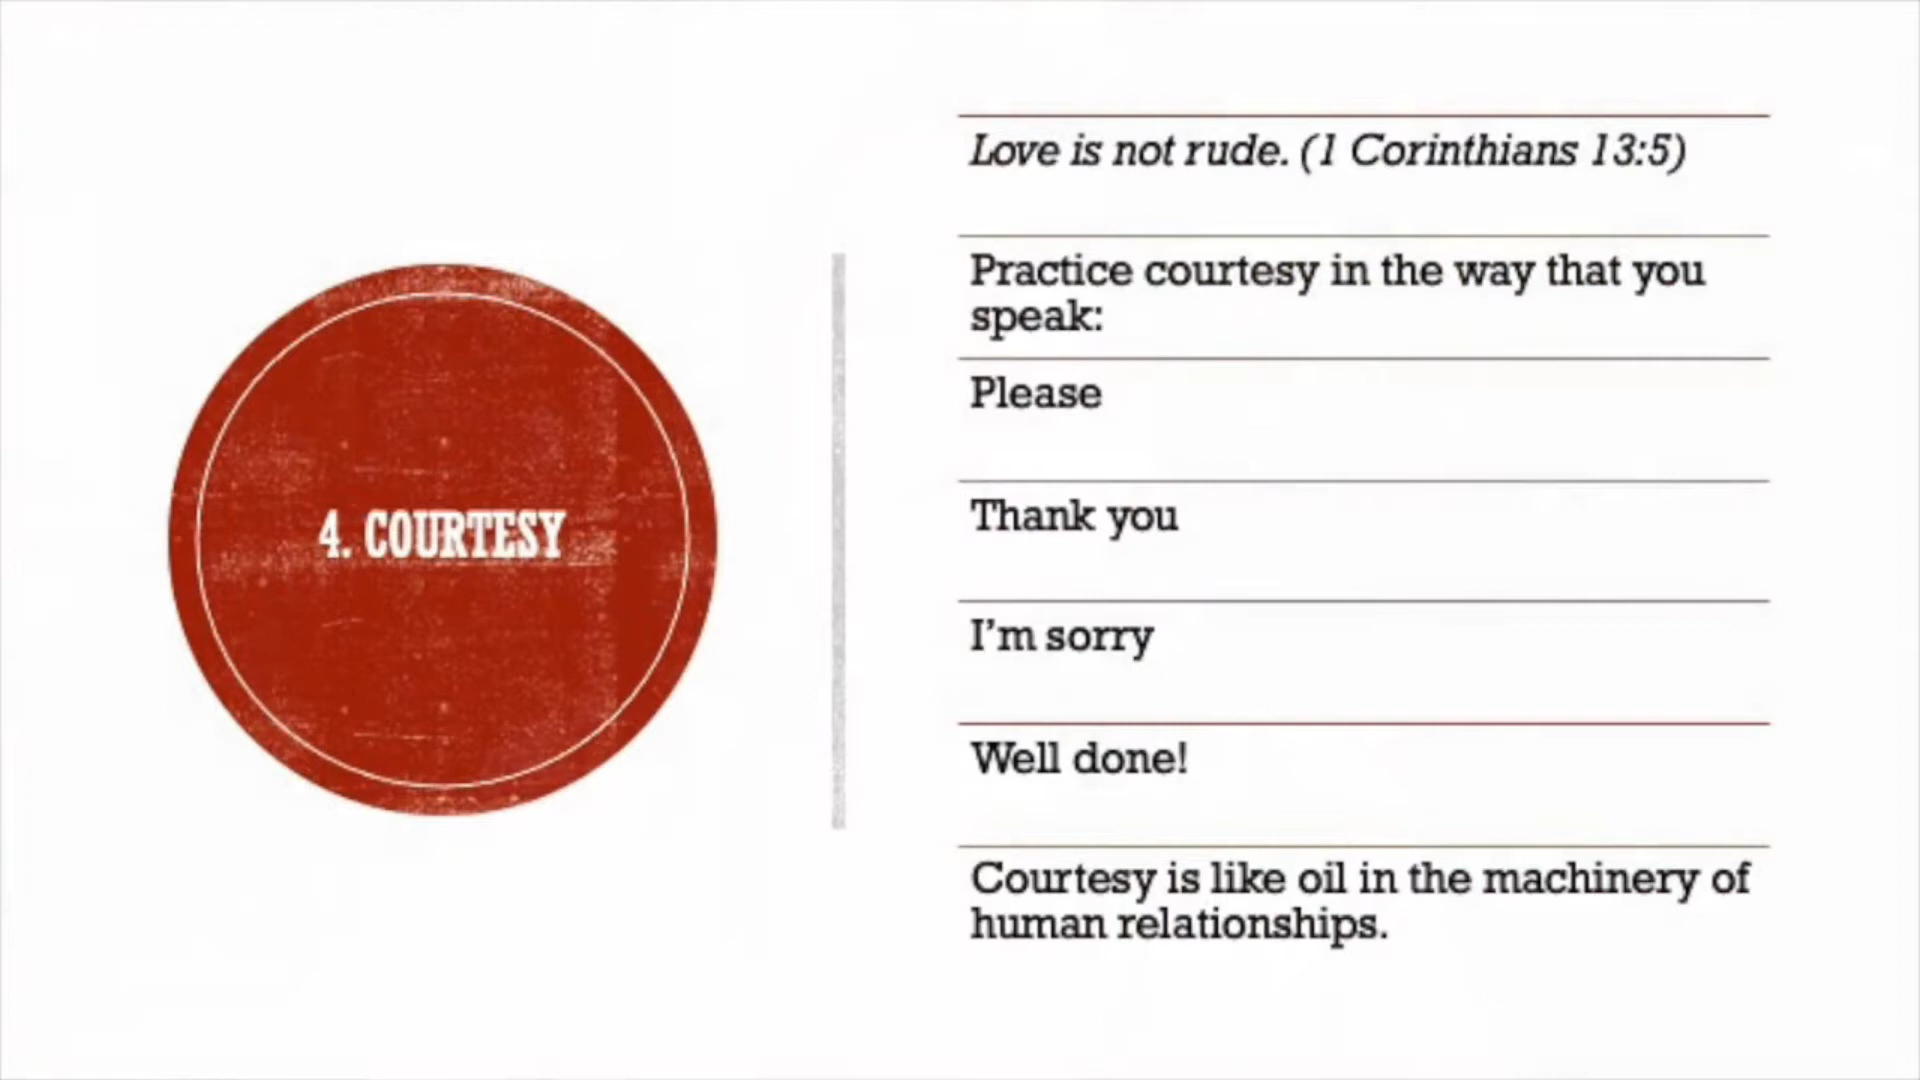 4. COURTESY
Love is not rude. (1 Corinthians 13:5)
Practice courtesy in the way that you
speak:
Please
Thank you
I’m sorry
Well done!
Courtesy is like oil in the machinery of
human relationships.